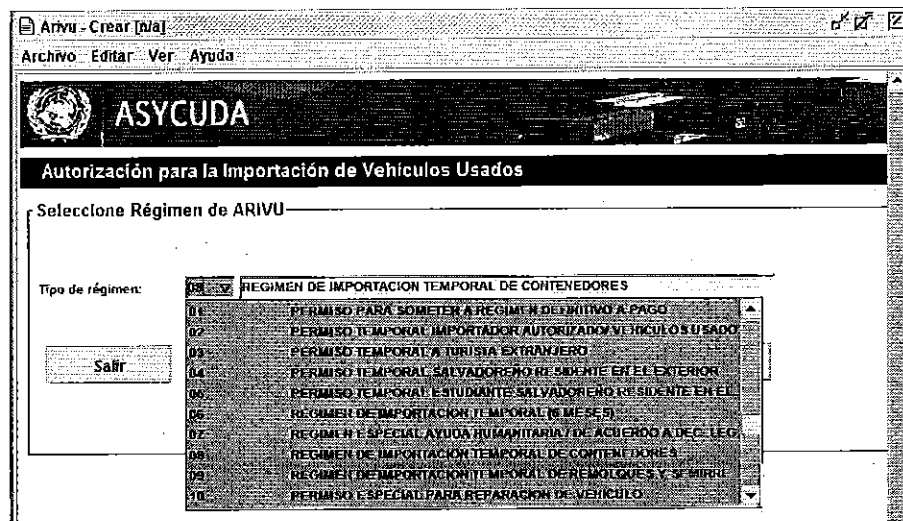 Arivu - Crear [n/a]
Archivo Editar Ver Ayuda
ASYCUDA
Autorización para la Importación de Vehículos Usados
Seleccione Régimen de ARIVU
Tipo de régimen: 08 REGIMEN DE IMPORTACION TEMPORAL DE CONTENEDORES
01 PERMISO PARA SOMETER A REGIMEN DEFINITIVO A PAGO
02 PERMISO TEMPORAL IMPORTADOR AUTORIZADO/ VEHICULOS USADO
03 PERMISO TEMPORAL A TURISTA EXTRANJERO
04 PERMISO TEMPORAL SALVADOREÑO RESIDENTE EN EL EXTERIOR
05 PERMISO TEMPORAL ESTUDIANTE SALVADOREÑO RESIDENTE EN EL
06 REGIMEN DE IMPORTACION TEMPORAL (6 MESES)
07 REGIMEN ESPECIAL AYUDA HUMANITARIA / DE ACUERDO A DEC. LEG
08 REGIMEN DE IMPORTACION TEMPORAL DE CONTENEDORES
09 REGIMEN DE IMPORTACION TEMPORAL DE REMOLQUES Y SEMIRRE
10 PERMISO ESPECIAL PARA REPARACION DE VEHICULO
Salir